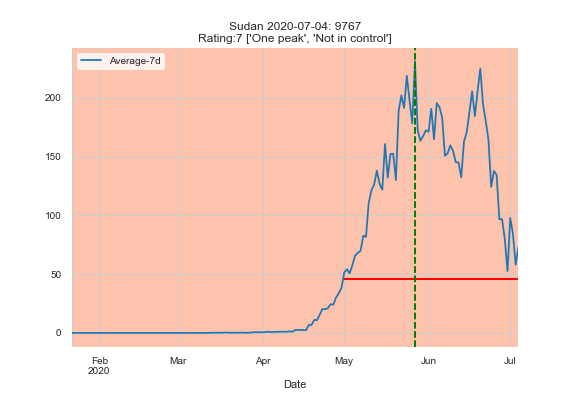 Sudan 2020-07-04: 9767
Rating:7 ['One peak', 'Not in control']
Average-7d
200
150
100
50
0
Feb
2020
Mar
Apr
May
Jun
Jul
Date